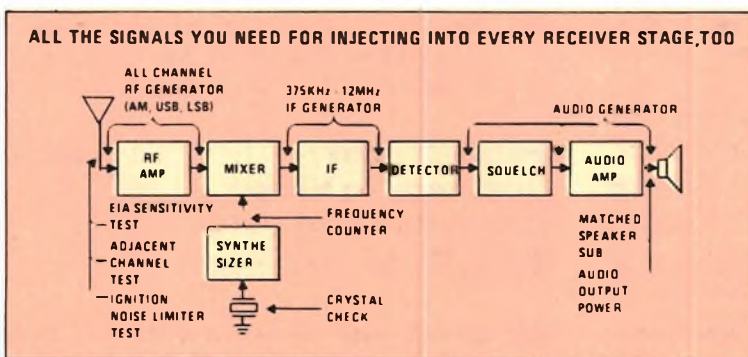 ALL THE SIGNALS YOU NEED FOR INJECTING INTO EVERY RECEIVER STAGE,TOO
ALL CHANNEL
RF GENERATOR
(AM, USB, LSB)
375KHz - 12MHz
IF GENERATOR
AUDIO GENERATOR
RF
AMP
MIXER
IF
DETECTOR
SQUELCH
AUDIO
AMP
EIA SENSITIVITY
TEST
ADJACENT
CHANNEL
TEST
IGNITION
NOISE LIMITER
TEST
SYNTHE
SIZER
FREQUENCY
COUNTER
CRYSTAL
CHECK
MATCHED
SPEAKER
SUB
AUDIO
OUTPUT
POWER